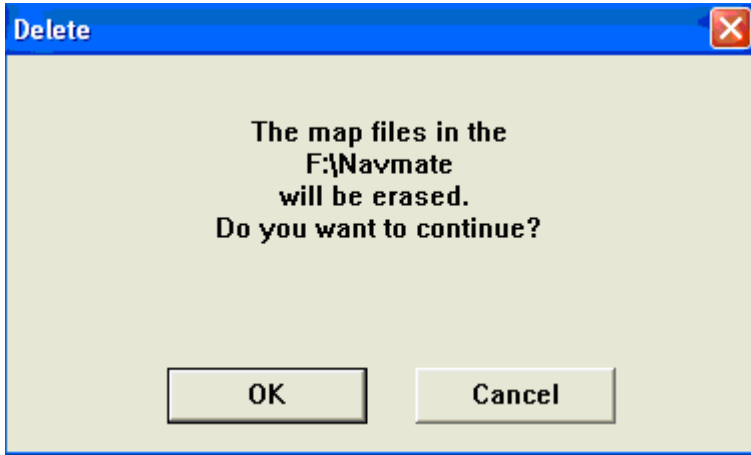 Delete
The map files in the
F:\Navmate
will be erased.
Do you want to continue?
OK
Cancel